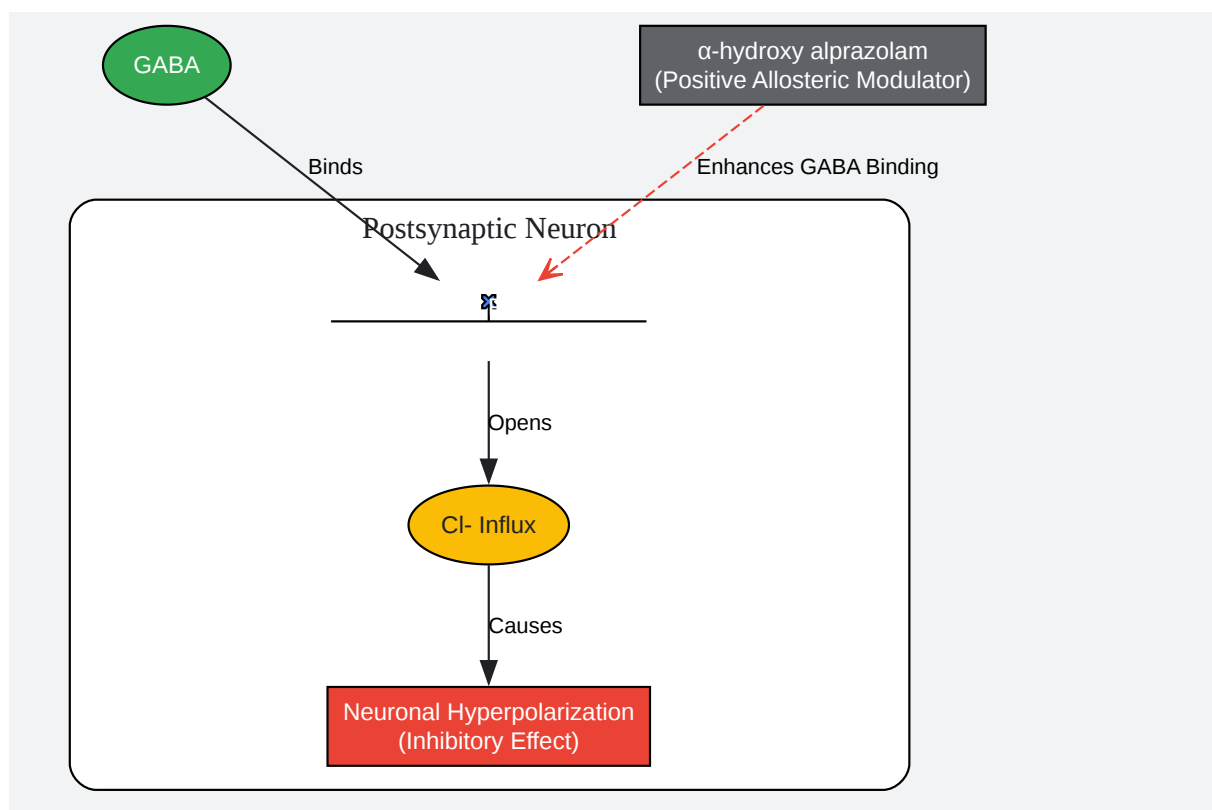 GABA
α-hydroxy alprazolam
(Positive Allosteric Modulator)
Binds
Enhances GABA Binding
Postsynaptic Neuron
Opens
Cl- Influx
Causes
Neuronal Hyperpolarization
(Inhibitory Effect)